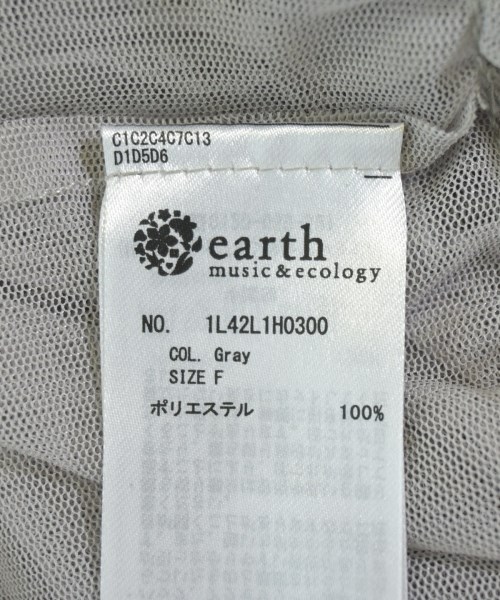 C1C2C4C7C13
D1D5D6
earth
music&ecology
NO. 1L42L1H0300
COL. Gray
SIZE F
ポリエステル 100%